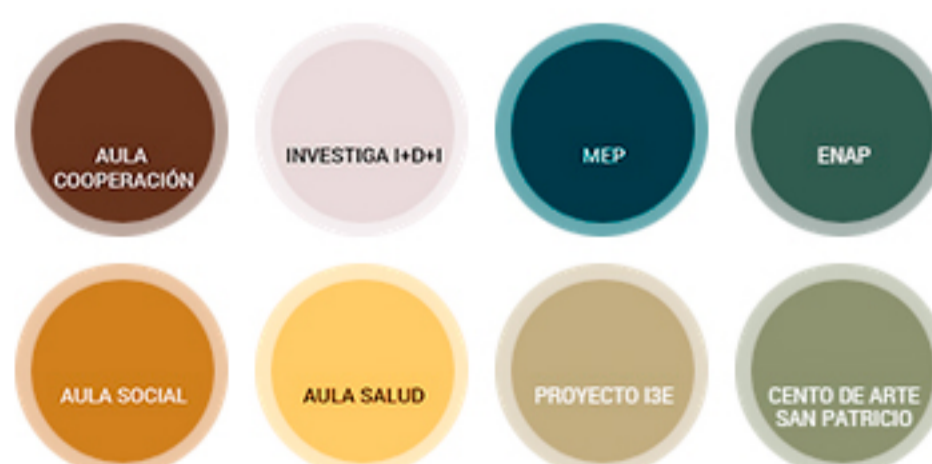 AULA
COOPERACIÓN
INVESTIGA I+D+I
MEP
ENAP
AULA SOCIAL
AULA SALUD
PROYECTO I3E
CENTO DE ARTE
SAN PATRICIO